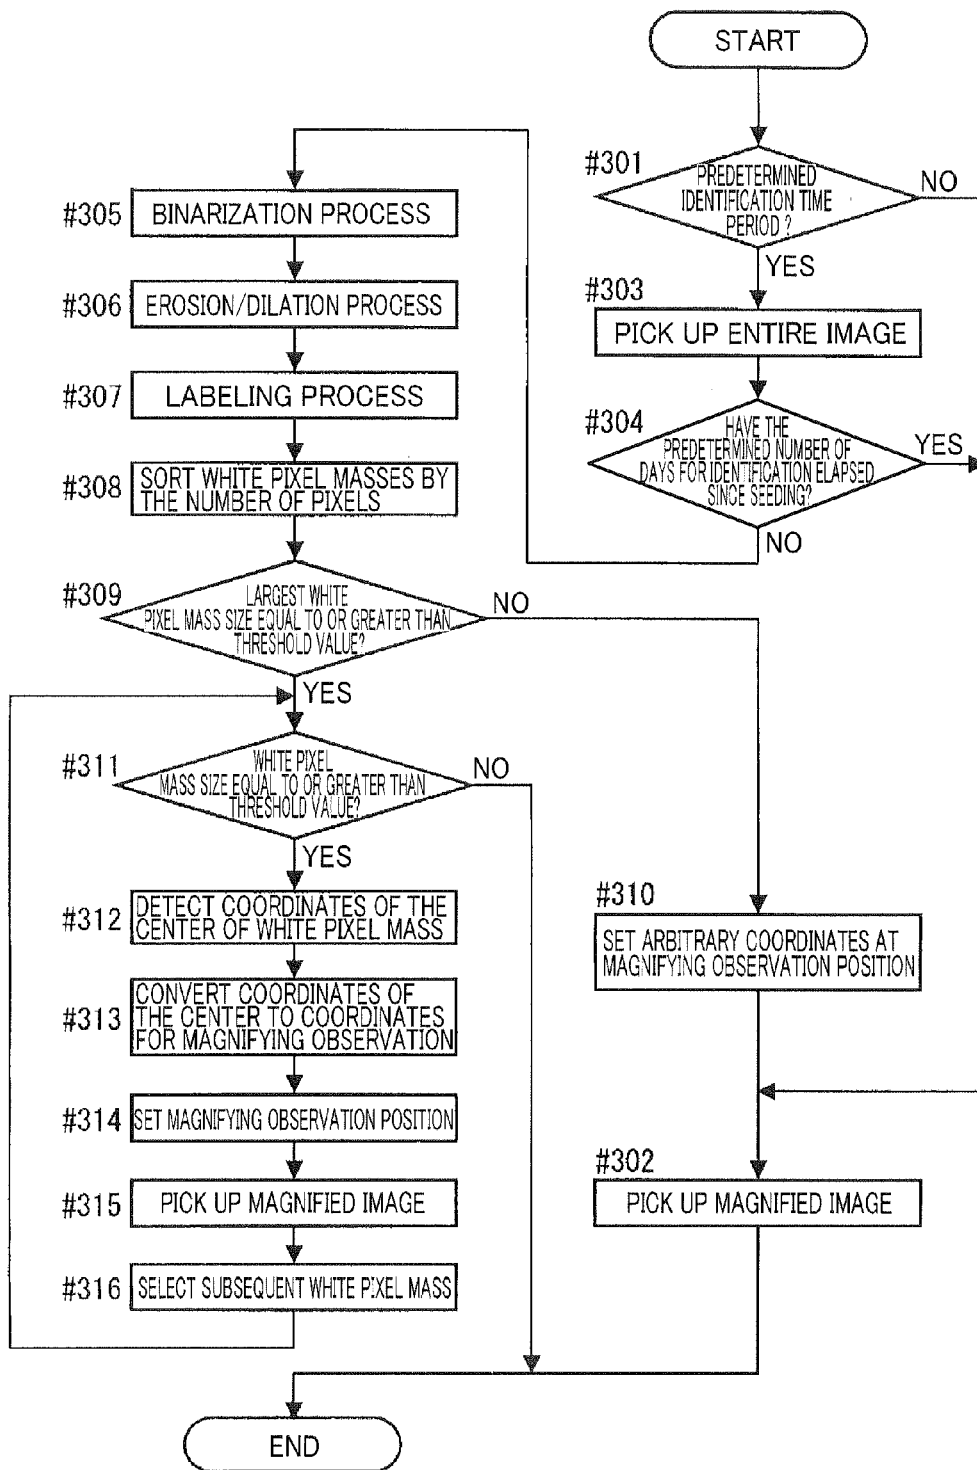 START
#301
PREDETERMINED
IDENTIFICATION TIME
PERIOD ?
NO
YES
#303
PICK UP ENTIRE IMAGE
#304
HAVE THE
PREDETERMINED NUMBER OF
DAYS FOR IDENTIFICATION ELAPSED
SINCE SEEDING?
YES
NO
#305
BINARIZATION PROCESS
#306
EROSION/DILATION PROCESS
#307
LABELING PROCESS
#308
SORT WHITE PIXEL MASSES BY
THE NUMBER OF PIXELS
#309
LARGEST WHITE
PIXEL MASS SIZE EQUAL TO OR GREATER THAN
THRESHOLD VALUE?
NO
YES
#311
WHITE PIXEL
MASS SIZE EQUAL TO OR GREATER THAN
THRESHOLD VALUE?
NO
YES
#312
DETECT COORDINATES OF THE
CENTER OF WHITE PIXEL MASS
#313
CONVERT COORDINATES OF
THE CENTER TO COORDINATES
FOR MAGNIFYING OBSERVATION
#314
SET MAGNIFYING OBSERVATION POSITION
#315
PICK UP MAGNIFIED IMAGE
#316
SELECT SUBSEQUENT WHITE PIXEL MASS
#310
SET ARBITRARY COORDINATES AT
MAGNIFYING OBSERVATION POSITION
#302
PICK UP MAGNIFIED IMAGE
END